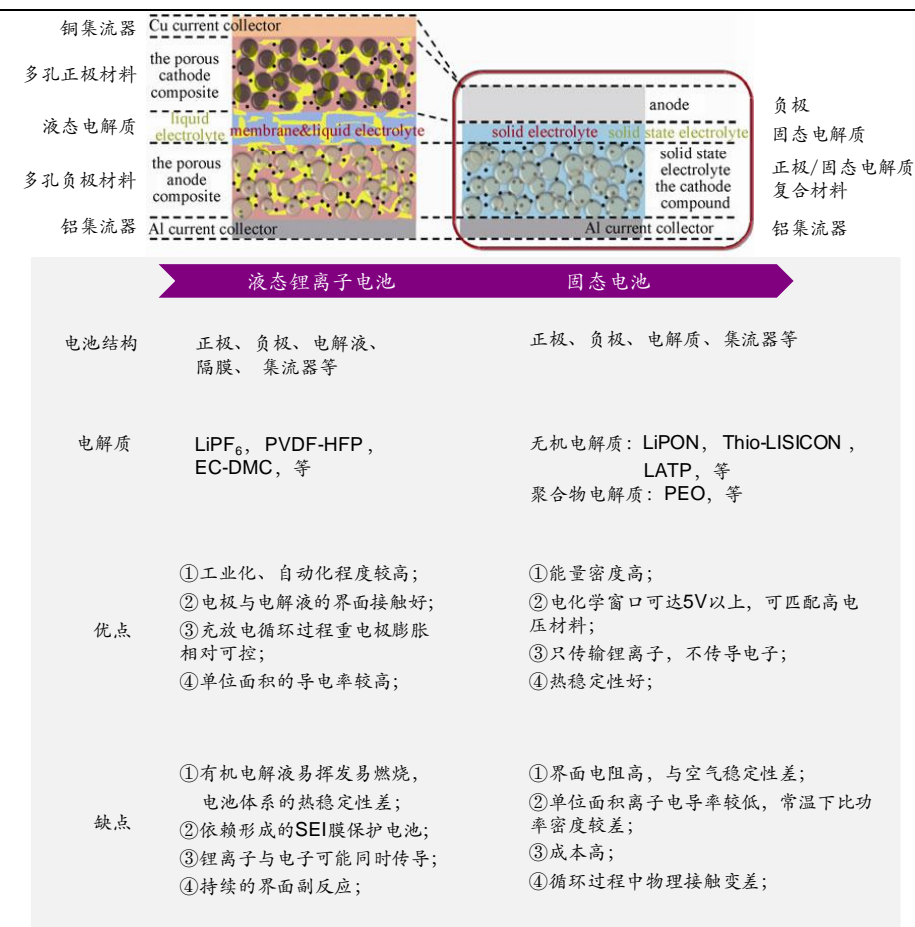 铜集流器 Cu current collector
多孔正极材料 the porous
cathode
composite
液态电解质 liquid
electrolyte membrane&liquid electrolyte
多孔负极材料 the porous
anode
composite
铝集流器 Al current collector
anode 负极
solid electrolyte solid state electrolyte 固态电解质
solid state
electrolyte
the cathode
compound
正极/固态电解质
复合材料
Al current collector 铝集流器
液态锂离子电池 固态电池
电池结构
正极、负极、电解液、
隔膜、 集流器等
正极、负极、电解质、集流器等
电解质
LiPF₆，PVDF-HFP，
EC-DMC，等
无机电解质：LiPON，Thio-LISICON，
LATP，等
聚合物电解质：PEO，等
优点
①工业化、自动化程度较高；
②电极与电解液的界面接触好；
③充放电循环过程重电极膨胀
相对可控；
④单位面积的导电率较高；
①能量密度高；
②电化学窗口可达5V以上，可匹配高电
压材料；
③只传输锂离子，不传导电子；
④热稳定性好；
缺点
①有机电解液易挥发易燃烧，
电池体系的热稳定性差；
②依赖形成的SEI膜保护电池；
③锂离子与电子可能同时传导；
④持续的界面副反应；
①界面电阻高，与空气稳定性差；
②单位面积离子电导率较低，常温下比功
率密度较差；
③成本高；
④循环过程中物理接触变差；